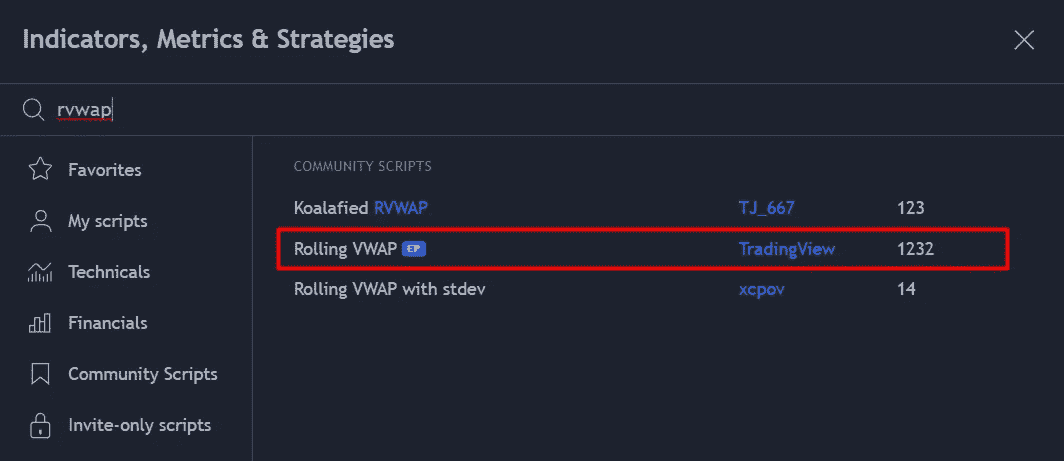 Indicators, Metrics & Strategies
rvwap
Favorites
My scripts
Technicals
Financials
Community Scripts
Invite-only scripts
COMMUNITY SCRIPTS
Koalafied RVWAP TJ_667 123
Rolling VWAP EP TradingView 1232
Rolling VWAP with stdev xcpov 14